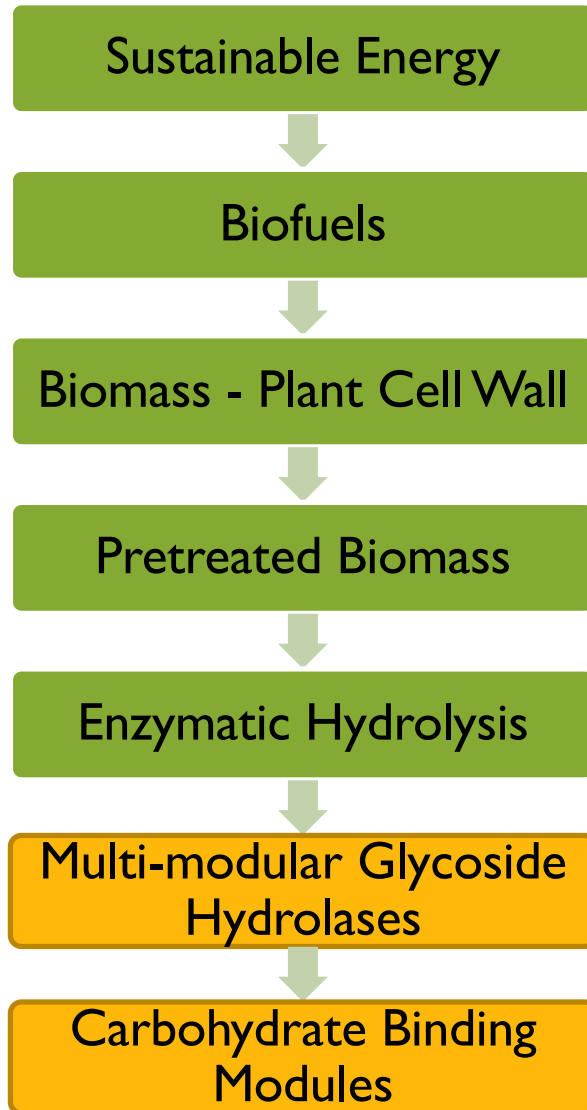 Sustainable Energy
Biofuels
Biomass - Plant Cell Wall
Pretreated Biomass
Enzymatic Hydrolysis
Multi-modular Glycoside
Hydrolases
Carbohydrate Binding
Modules